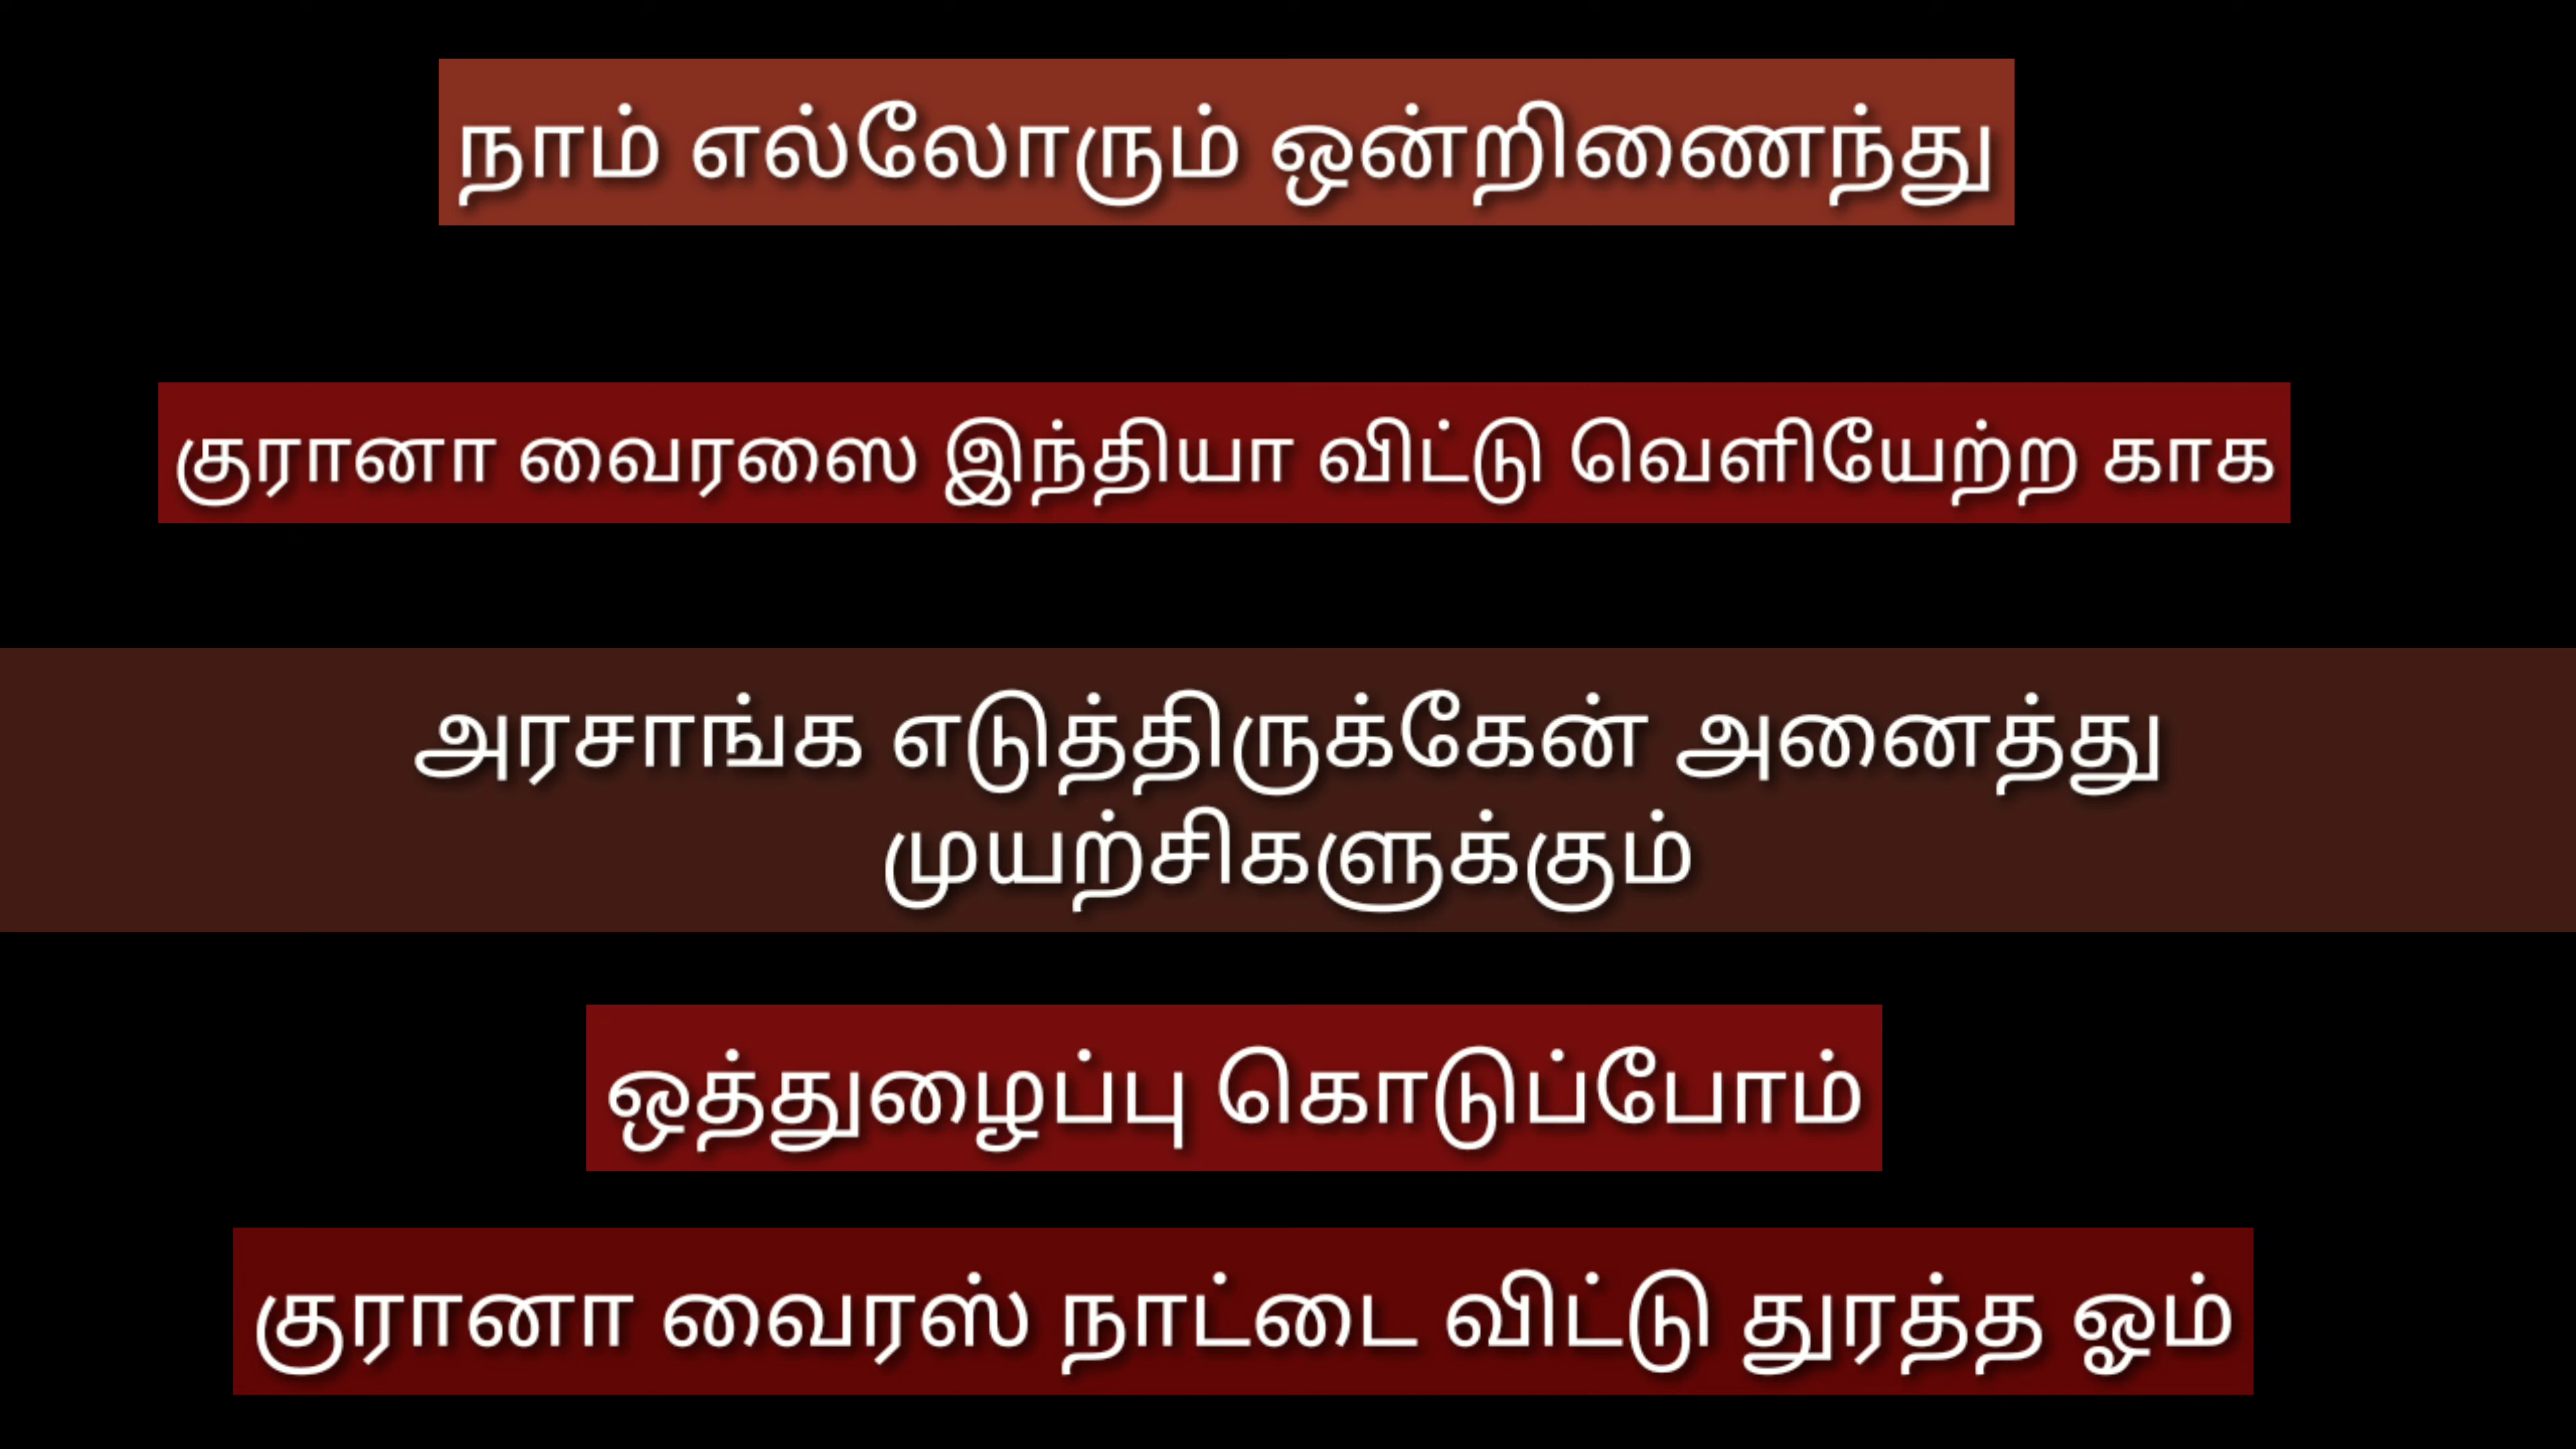 நாம் எல்லோரும் ஒன்றிணைந்து
குரானா வைரஸை இந்தியா விட்டு வெளியேற்ற காக
அரசாங்க எடுத்திருக்கேன் அனைத்து
முயற்சிகளுக்கும்
ஒத்துழைப்பு கொடுப்போம்
குரானா வைரஸ் நாட்டை விட்டு துரத்த ஓம்